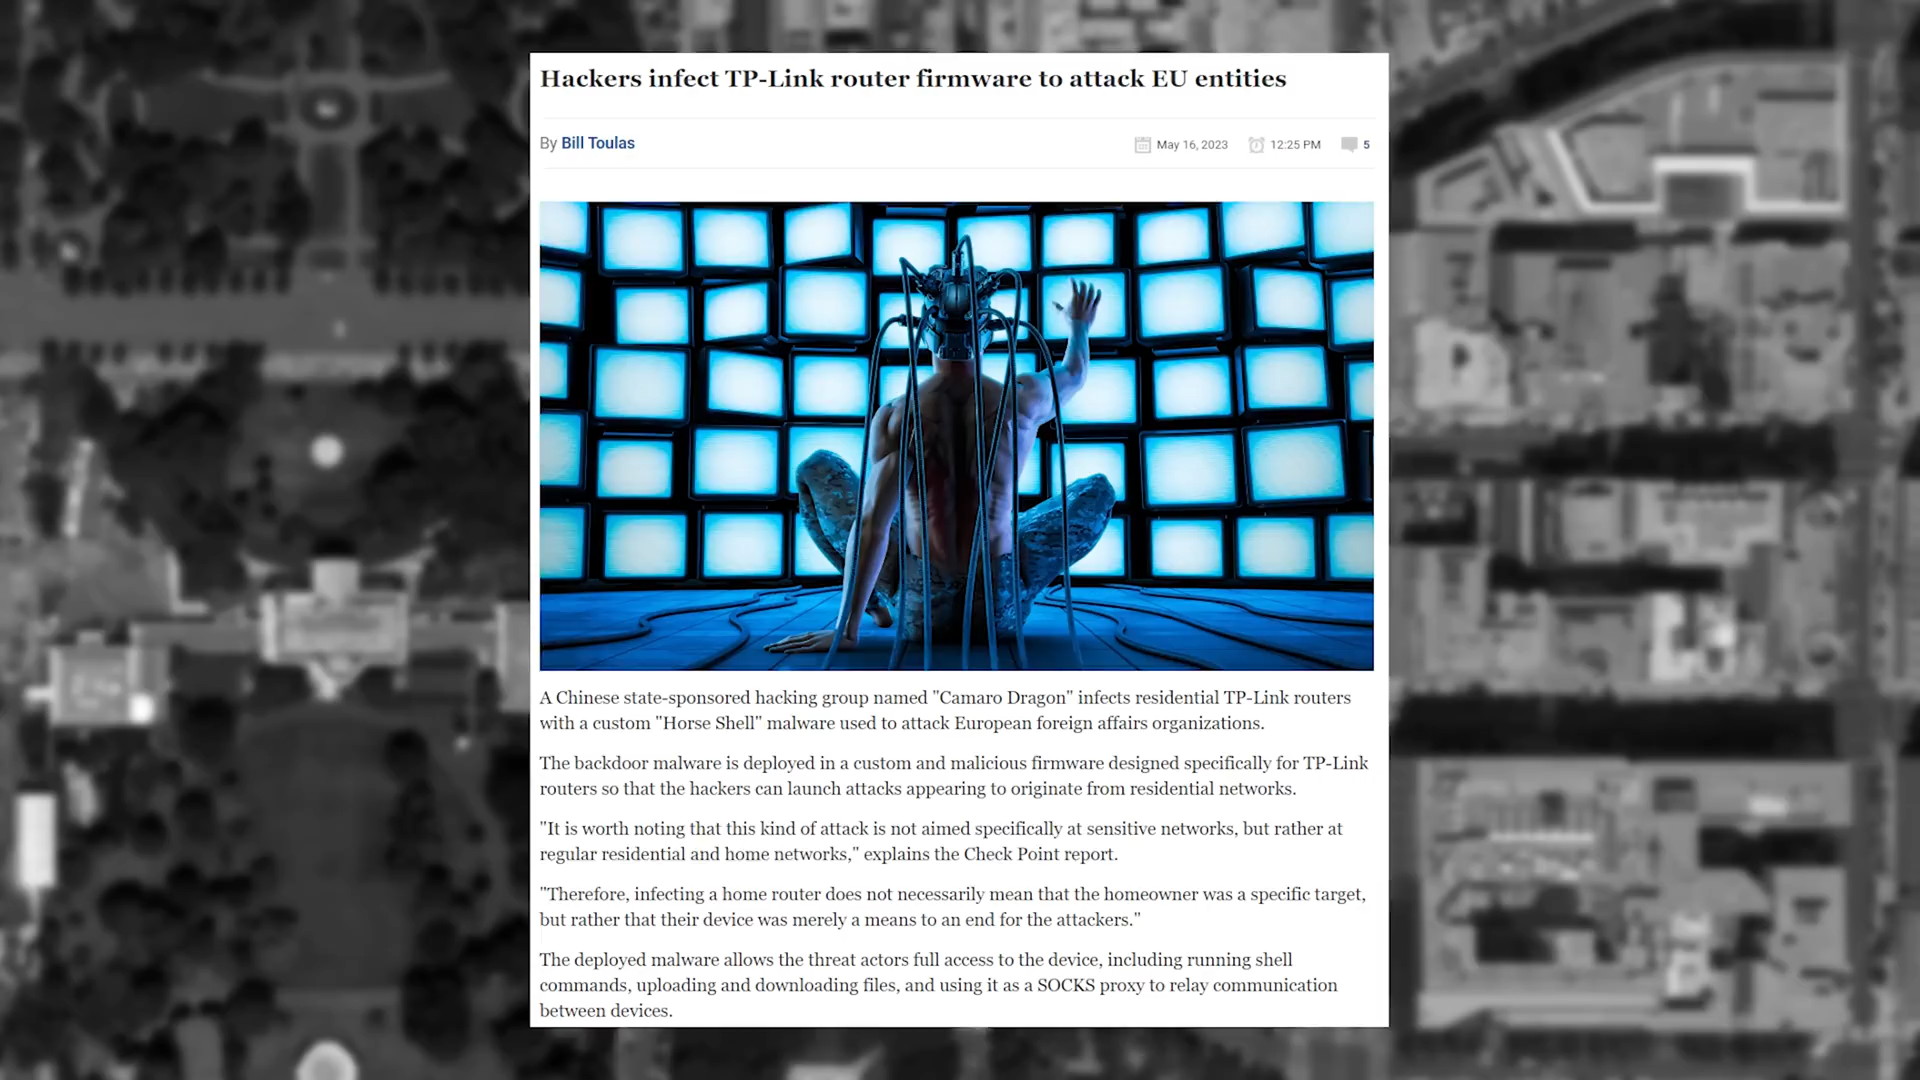 Hackers infect TP-Link router firmware to attack EU entities
By Bill Toulas
May 16, 2023
12:25 PM
5
A Chinese state-sponsored hacking group named "Camaro Dragon" infects residential TP-Link routers
with a custom "Horse Shell" malware used to attack European foreign affairs organizations.
The backdoor malware is deployed in a custom and malicious firmware designed specifically for TP-Link
routers so that the hackers can launch attacks appearing to originate from residential networks.
"It is worth noting that this kind of attack is not aimed specifically at sensitive networks, but rather at
regular residential and home networks," explains the Check Point report.
"Therefore, infecting a home router does not necessarily mean that the homeowner was a specific target,
but rather that their device was merely a means to an end for the attackers."
The deployed malware allows the threat actors full access to the device, including running shell
commands, uploading and downloading files, and using it as a SOCKS proxy to relay communication
between devices.